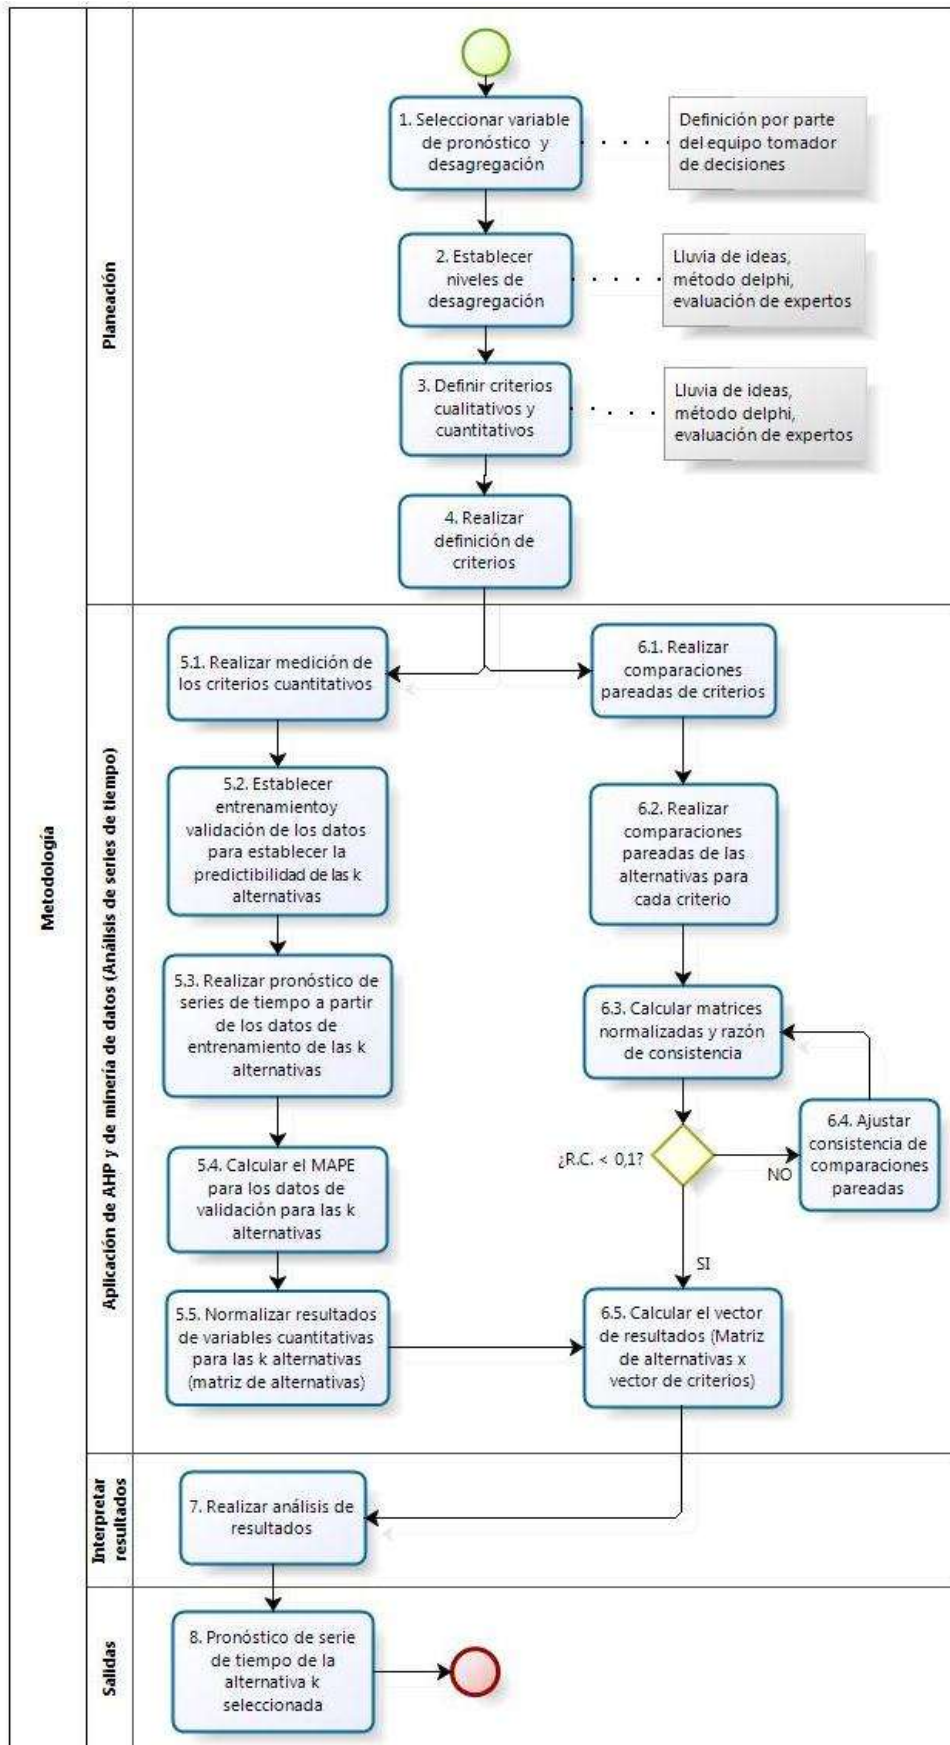 Metodología
Planeación
1. Seleccionar variable
de pronóstico y
desagregación
Definición por parte
del equipo tomador
de decisiones
2. Establecer
niveles de
desagregación
Lluvia de ideas,
método delphi,
evaluación de expertos
3. Definir criterios
cualitativos y
cuantitativos
Lluvia de ideas,
método delphi,
evaluación de expertos
4. Realizar
definición de
criterios
Aplicación de AHP y de minería de datos (Análisis de series de tiempo)
5.1. Realizar medición de
los criterios cuantitativos
5.2. Establecer
entrenamientoy
validación de los datos
para establecer la
predictibilidad de las k
alternativas
5.3. Realizar pronóstico de
series de tiempo a partir
de los datos de
entrenamiento de las k
alternativas
5.4. Calcular el MAPE
para los datos de
validación para las k
alternativas
5.5. Normalizar resultados
de variables cuantitativas
para las k alternativas
(matriz de alternativas)
6.1. Realizar
comparaciones
pareadas de criterios
6.2. Realizar
comparaciones
pareadas de las
alternativas para
cada criterio
6.3. Calcular matrices
normalizadas y razón
de consistencia
¿R.C. < 0,1?
NO
6.4. Ajustar
consistencia de
comparaciones
pareadas
SI
6.5. Calcular el vector
de resultados (Matriz
de alternativas x
vector de criterios)
Interpretar
resultados
7. Realizar análisis de
resultados
Salidas
8. Pronóstico de serie
de tiempo de la
alternativa k
seleccionada